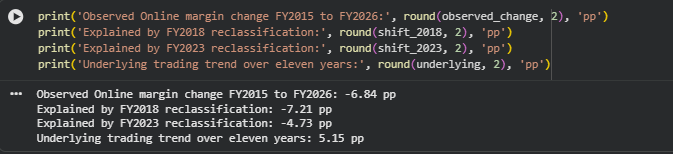 print('Observed Online margin change FY2015 to FY2026:', round(observed_change, 2), 'pp')
print('Explained by FY2018 reclassification:', round(shift_2018, 2), 'pp')
print('Explained by FY2023 reclassification:', round(shift_2023, 2), 'pp')
print('Underlying trading trend over eleven years:', round(underlying, 2), 'pp')
Observed Online margin change FY2015 to FY2026: -6.84 pp
Explained by FY2018 reclassification: -7.21 pp
Explained by FY2023 reclassification: -4.73 pp
Underlying trading trend over eleven years: 5.15 pp